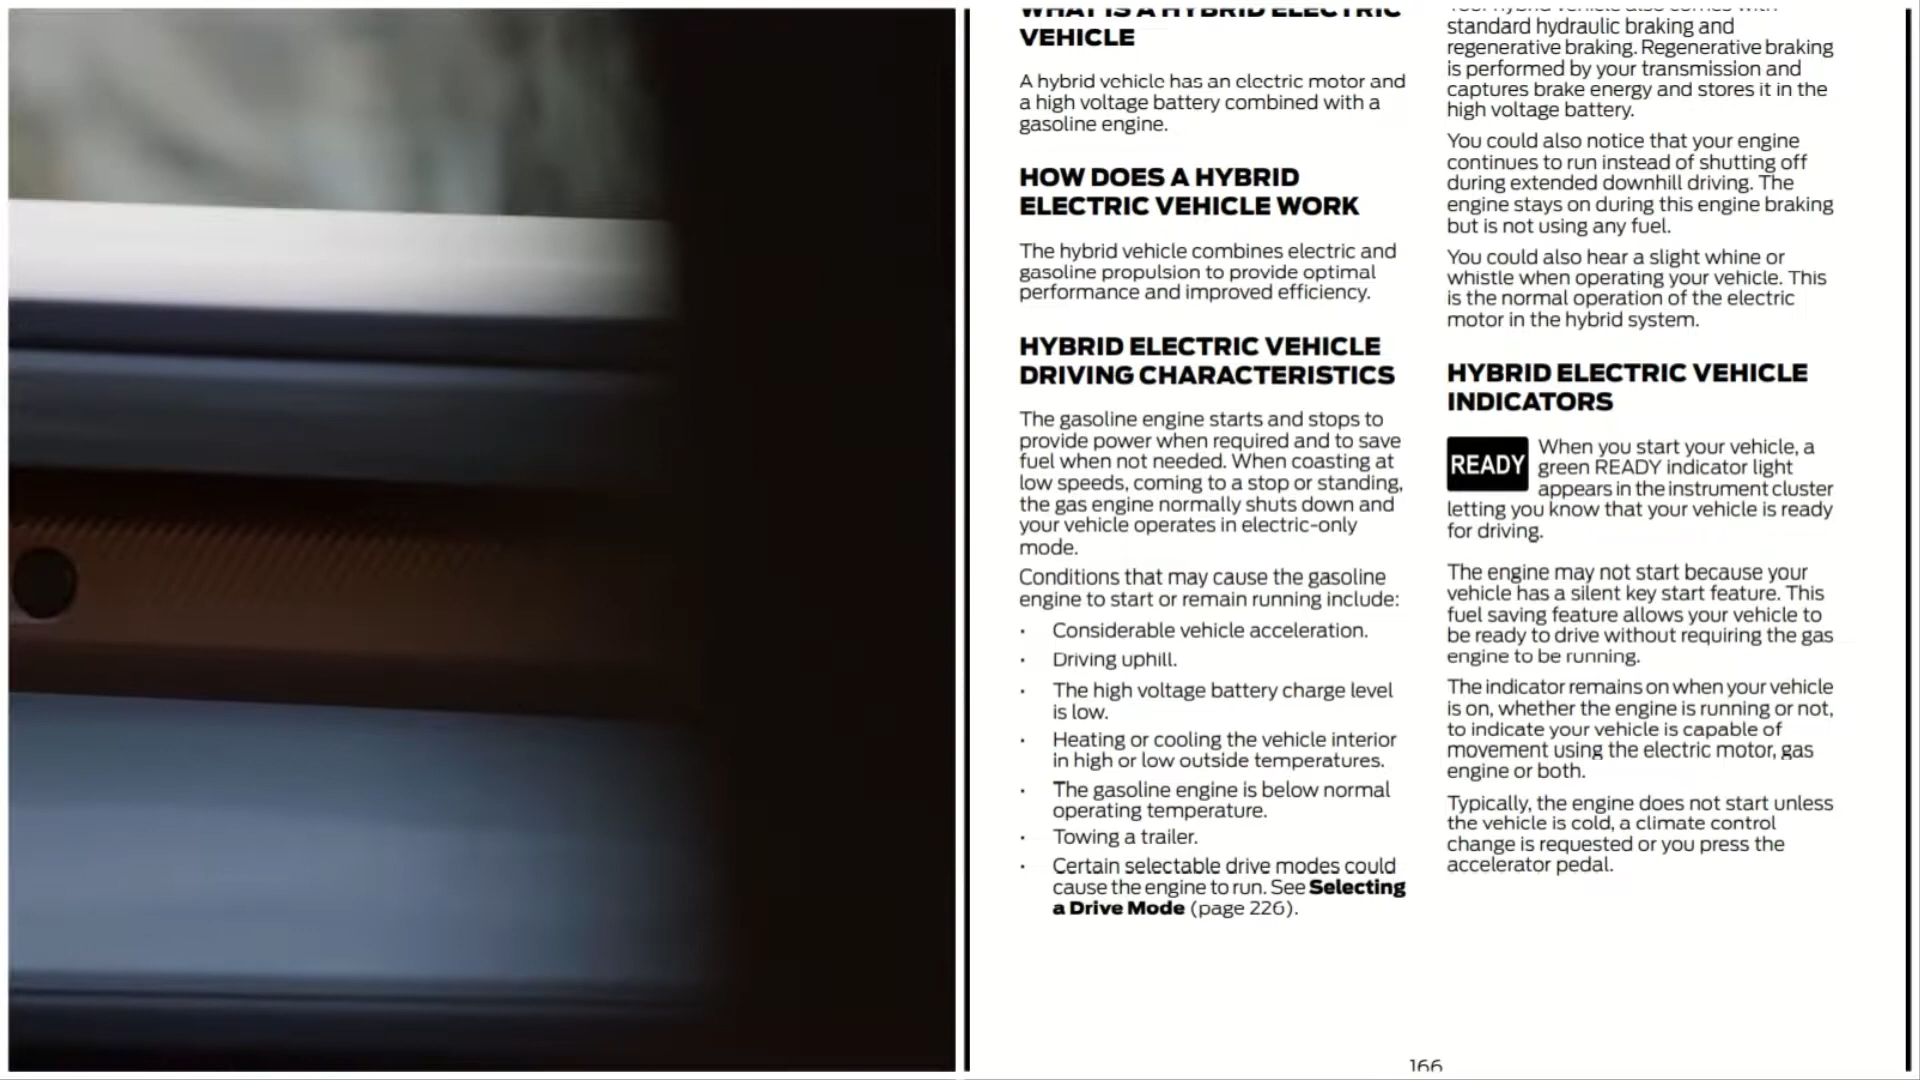 WHAT IS A HYBRID ELECTRIC
VEHICLE
A hybrid vehicle has an electric motor and
a high voltage battery combined with a
gasoline engine.
HOW DOES A HYBRID
ELECTRIC VEHICLE WORK
The hybrid vehicle combines electric and
gasoline propulsion to provide optimal
performance and improved efficiency.
HYBRID ELECTRIC VEHICLE
DRIVING CHARACTERISTICS
The gasoline engine starts and stops to
provide power when required and to save
fuel when not needed. When coasting at
low speeds, coming to a stop or standing,
the gas engine normally shuts down and
your vehicle operates in electric-only
mode.
Conditions that may cause the gasoline
engine to start or remain running include:
· Considerable vehicle acceleration.
· Driving uphill.
· The high voltage battery charge level
is low.
· Heating or cooling the vehicle interior
in high or low outside temperatures.
· The gasoline engine is below normal
operating temperature.
· Towing a trailer.
· Certain selectable drive modes could
cause the engine to run. See Selecting
a Drive Mode (page 226).
Your hybrid vehicle also comes with
standard hydraulic braking and
regenerative braking. Regenerative braking
is performed by your transmission and
captures brake energy and stores it in the
high voltage battery.
You could also notice that your engine
continues to run instead of shutting off
during extended downhill driving. The
engine stays on during this engine braking
but is not using any fuel.
You could also hear a slight whine or
whistle when operating your vehicle. This
is the normal operation of the electric
motor in the hybrid system.
HYBRID ELECTRIC VEHICLE
INDICATORS
READY When you start your vehicle, a
green READY indicator light
appears in the instrument cluster
letting you know that your vehicle is ready
for driving.
The engine may not start because your
vehicle has a silent key start feature. This
fuel saving feature allows your vehicle to
be ready to drive without requiring the gas
engine to be running.
The indicator remains on when your vehicle
is on, whether the engine is running or not,
to indicate your vehicle is capable of
movement using the electric motor, gas
engine or both.
Typically, the engine does not start unless
the vehicle is cold, a climate control
change is requested or you press the
accelerator pedal.
166